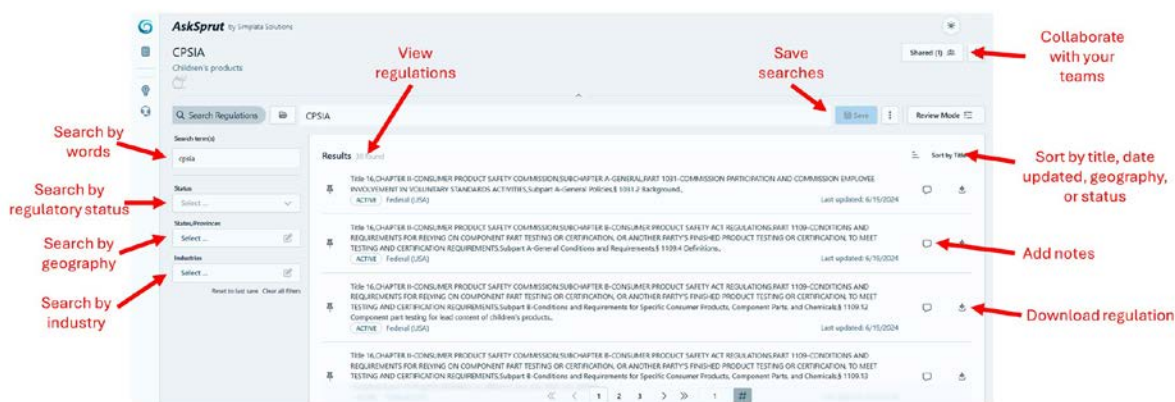 AskSprut by Simplata Solutions
CPSIA
Children's products
View
regulations
Save
searches
Shared (1)
Collaborate
with your
teams
Search Regulations
CPSIA
Save
Review Mode
Search by
words
Search term(s)
cpsia
Results 30 found
Sort by Title
Sort by title, date
updated, geography,
or status
Search by
regulatory status
Status
Select ...
Search by
geography
States/Provinces
Select ...
Search by
industry
Industries
Select ...
Reset to last save Clear all filters
Title 16,CHAPTER II-CONSUMER PRODUCT SAFETY COMMISSION,SUBCHAPTER A-GENERAL,PART 1031-COMMISSION PARTICIPATION AND COMMISSION EMPLOYEE
INVOLVEMENT IN VOLUNTARY STANDARDS ACTIVITIES,Subpart A-General Policies,§ 1031.2 Background.,
ACTIVE Federal (USA) Last updated: 6/15/2024
Title 16,CHAPTER II-CONSUMER PRODUCT SAFETY COMMISSION,SUBCHAPTER B-CONSUMER PRODUCT SAFETY ACT REGULATIONS,PART 1109-CONDITIONS AND
REQUIREMENTS FOR RELYING ON COMPONENT PART TESTING OR CERTIFICATION, OR ANOTHER PARTY'S FINISHED PRODUCT TESTING OR CERTIFICATION, TO MEET
TESTING AND CERTIFICATION REQUIREMENTS,Subpart A-General Conditions and Requirements,§ 1109.4 Definitions.,
ACTIVE Federal (USA) Last updated: 6/15/2024
Add notes
Title 16,CHAPTER II-CONSUMER PRODUCT SAFETY COMMISSION,SUBCHAPTER B-CONSUMER PRODUCT SAFETY ACT REGULATIONS,PART 1109-CONDITIONS AND
REQUIREMENTS FOR RELYING ON COMPONENT PART TESTING OR CERTIFICATION, OR ANOTHER PARTY'S FINISHED PRODUCT TESTING OR CERTIFICATION, TO MEET
TESTING AND CERTIFICATION REQUIREMENTS,Subpart B-Conditions and Requirements for Specific Consumer Products, Component Parts, and Chemicals,§ 1109.12
Component part testing for lead content of children's products.,
ACTIVE Federal (USA) Last updated: 6/15/2024
Download regulation
Title 16,CHAPTER II-CONSUMER PRODUCT SAFETY COMMISSION,SUBCHAPTER B-CONSUMER PRODUCT SAFETY ACT REGULATIONS,PART 1109-CONDITIONS AND
REQUIREMENTS FOR RELYING ON COMPONENT PART TESTING OR CERTIFICATION, OR ANOTHER PARTY'S FINISHED PRODUCT TESTING OR CERTIFICATION, TO MEET
TESTING AND CERTIFICATION REQUIREMENTS,Subpart B-Conditions and Requirements for Specific Consumer Products, Component Parts, and Chemicals,§ 1109.13
1 2 3 1 #